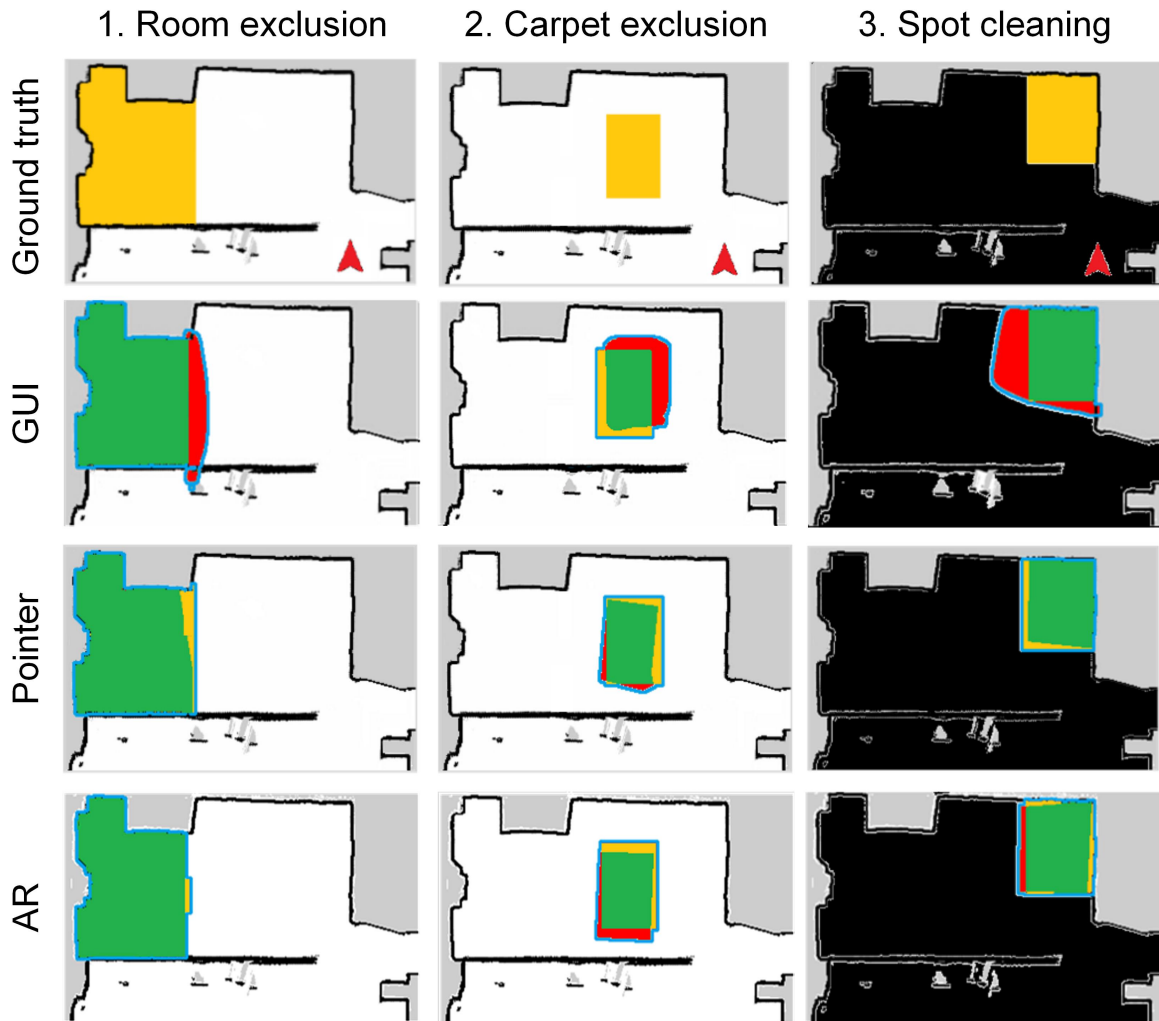 1. Room exclusion
2. Carpet exclusion
3. Spot cleaning
Ground truth
GUI
Pointer
AR